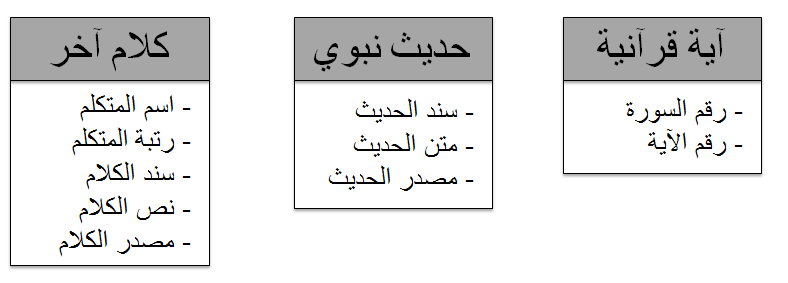 آية قرآنية
- رقم السورة
- رقم الآية
حديث نبوي
- سند الحديث
- متن الحديث
- مصدر الحديث
كلام آخر
- اسم المتكلم
- رتبة المتكلم
- سند الكلام
- نص الكلام
- مصدر الكلام